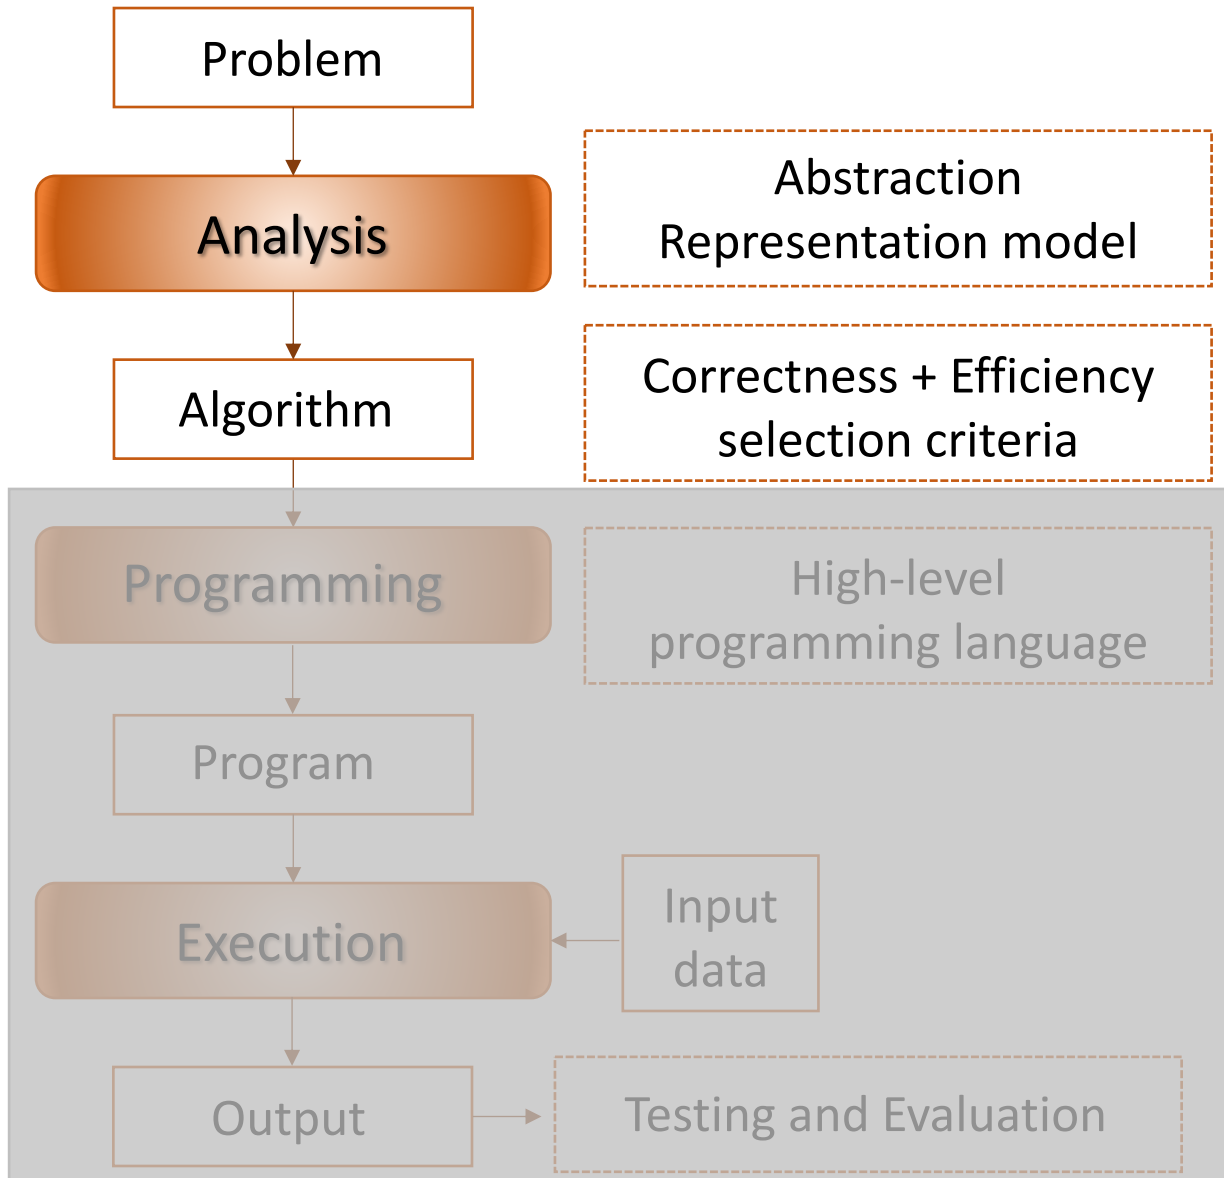 Problem
Analysis
Abstraction
Representation model
Algorithm
Correctness + Efficiency
selection criteria
Programming
High-level
programming language
Program
Execution
Input
data
Output
Testing and Evaluation